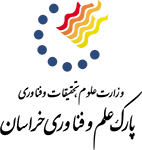 وزارت علوم تحقیقات و فناوری
پارک علم و فناوری خراسان